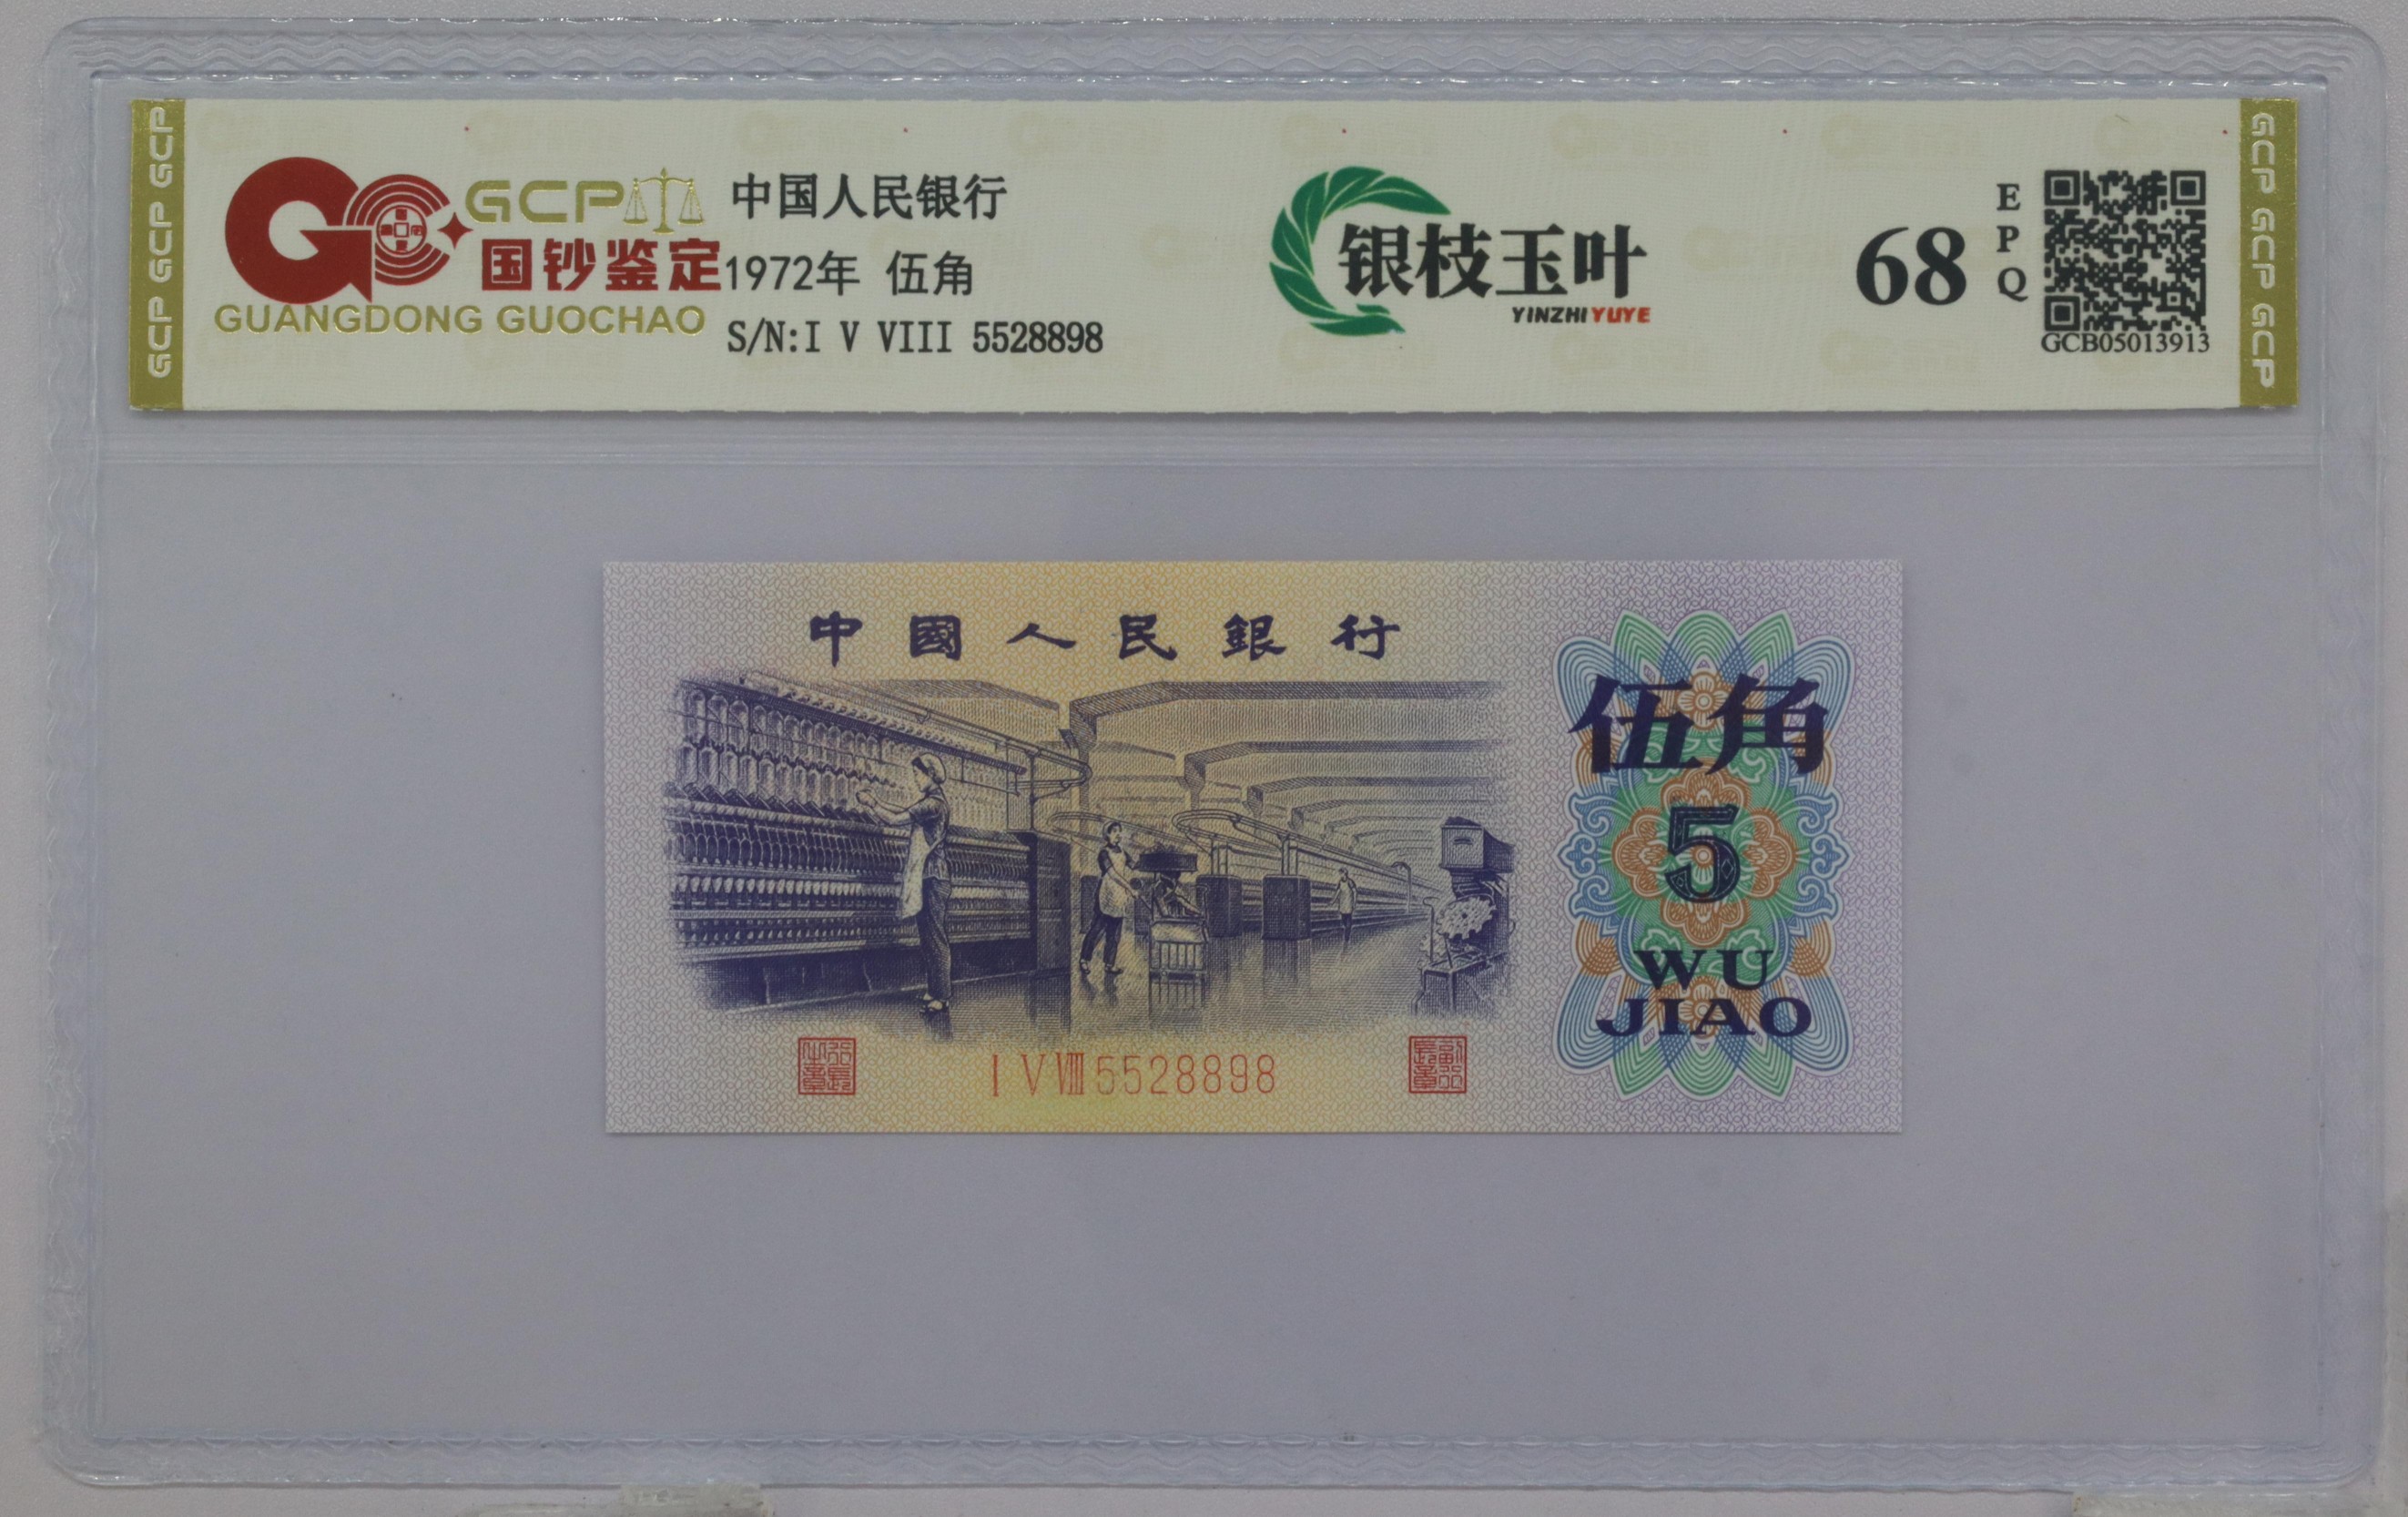 GCP GCP GCP
GCP
国钞鉴定
GUANGDONG GUOCHAO
中国人民银行
1972年 伍角
S/N:I V VIII 5528898
银枝玉叶
YINZHI YUYE
68
EPQ
GCB05013913
GCP GCP GCP
中國人民銀行
伍角
5
WU
JIAO
I V VIII 5528898